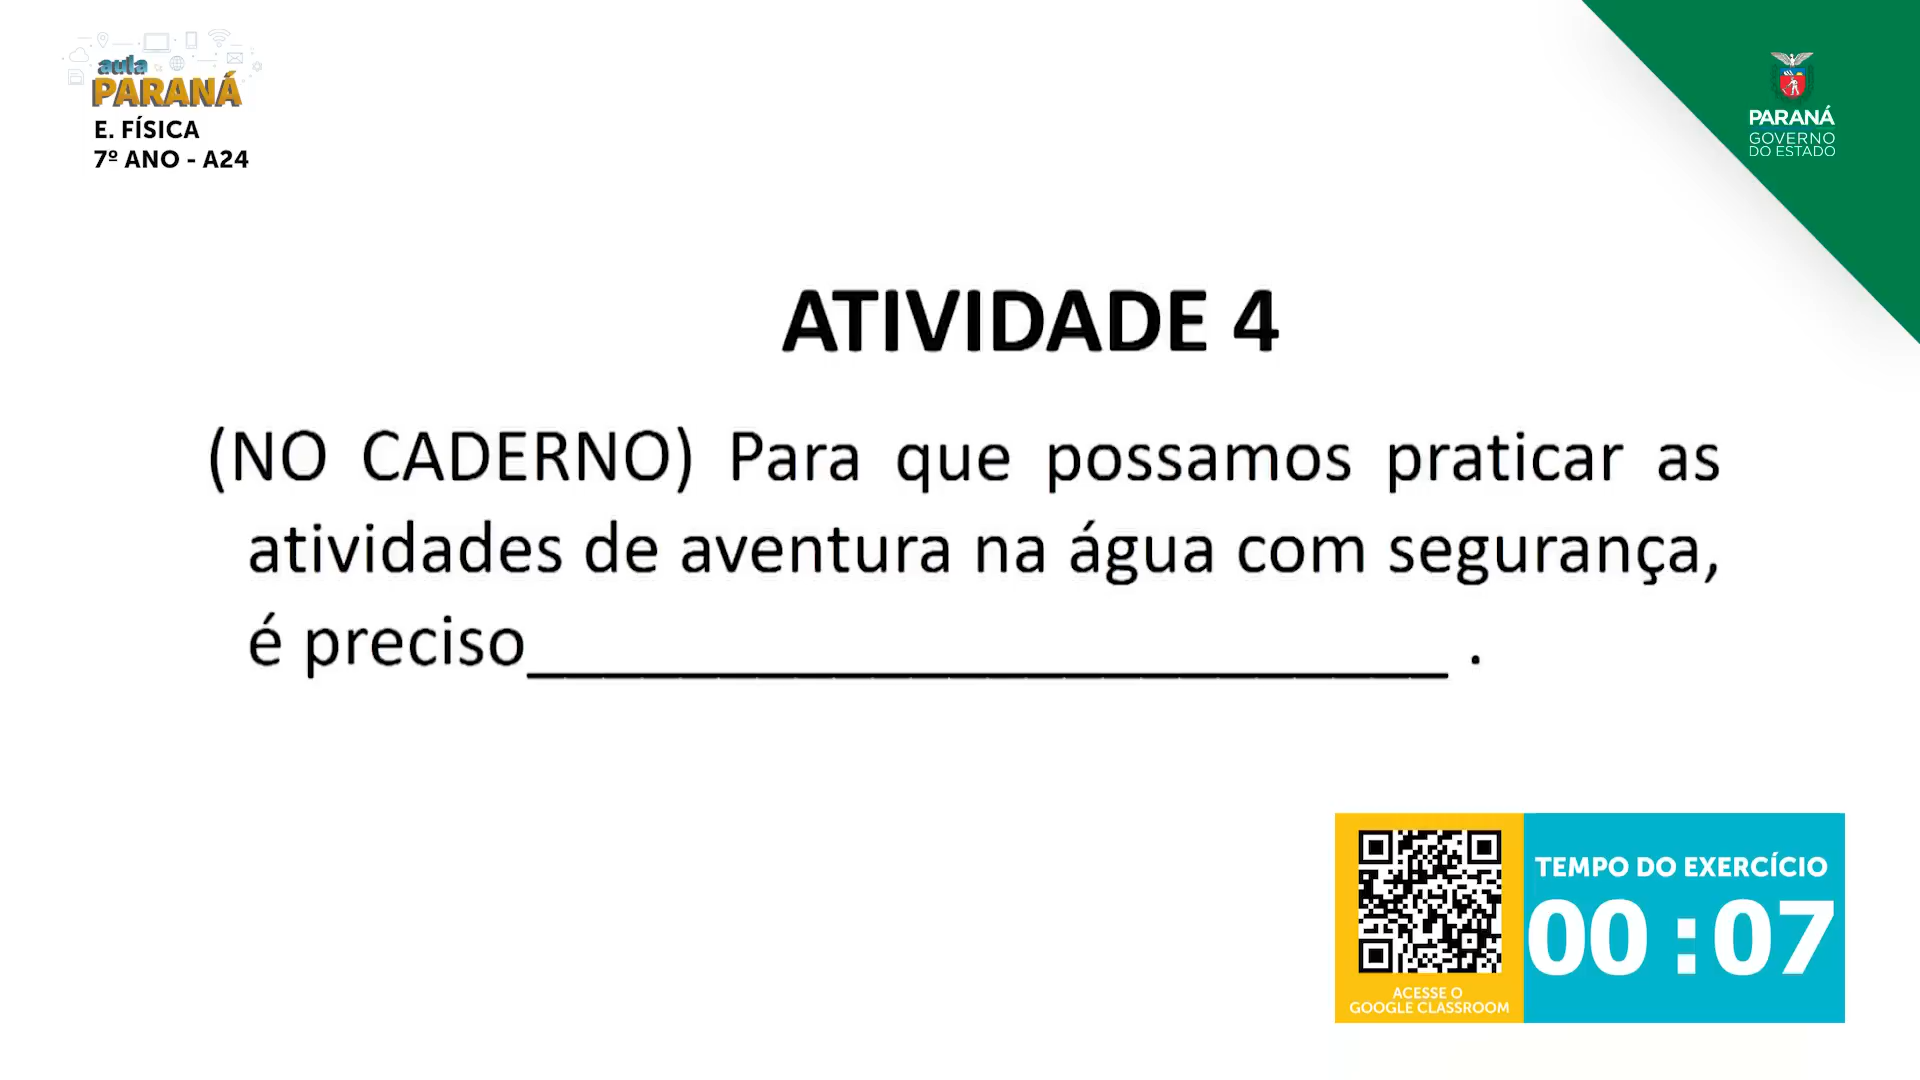 aula
PARANÁ
E. FÍSICA
7º ANO - A24
PARANÁ
GOVERNO
DO ESTADO
ATIVIDADE 4
(NO CADERNO) Para que possamos praticar as
atividades de aventura na água com segurança,
é preciso________________________ .
TEMPO DO EXERCÍCIO
00 : 07
ACESSE O
GOOGLE CLASSROOM